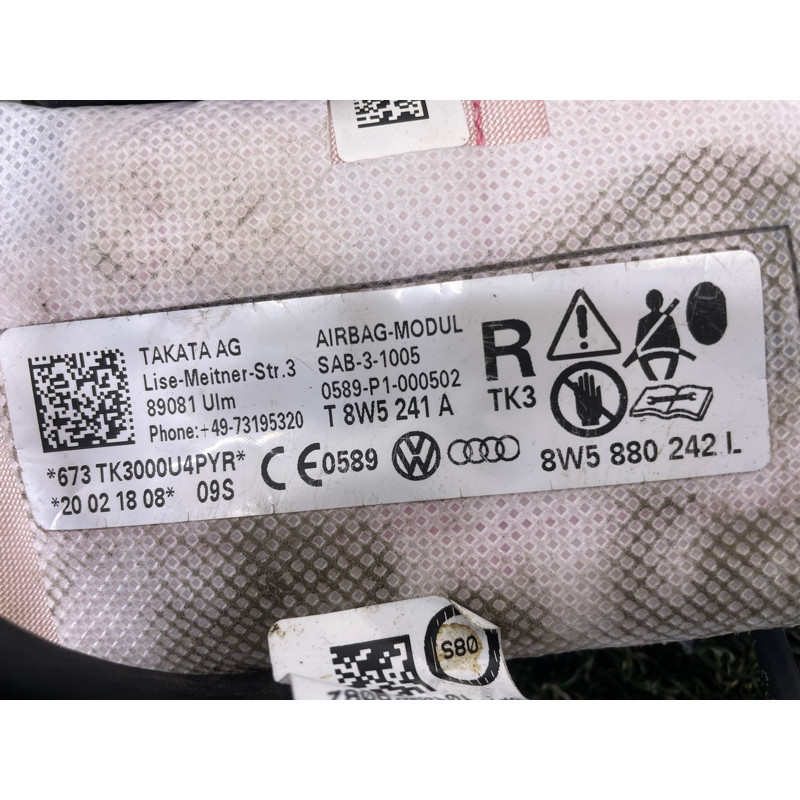 TAKATA AG
Lise-Meitner-Str.3
89081 Ulm
Phone:+49-73195320
*673 TK3000U4PYR*
*20 02 18 08* 09S
AIRBAG-MODUL
SAB-3-1005
0589-P1-000502
T 8W5 241 A
CE0589
R
TK3
8W5 880 242 L
S80